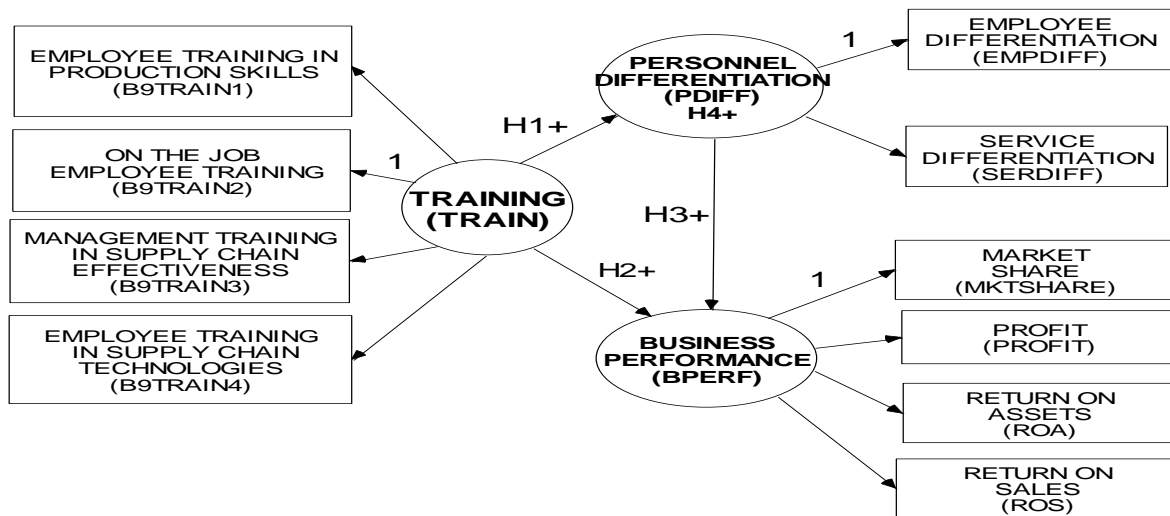 EMPLOYEE TRAINING IN
PRODUCTION SKILLS
(B9TRAIN1)
ON THE JOB
EMPLOYEE TRAINING
(B9TRAIN2)
MANAGEMENT TRAINING
IN SUPPLY CHAIN
EFFECTIVENESS
(B9TRAIN3)
EMPLOYEE TRAINING
IN SUPPLY CHAIN
TECHNOLOGIES
(B9TRAIN4)
1
TRAINING
(TRAIN)
H1+
H2+
PERSONNEL
DIFFERENTIATION
(PDIFF)
H4+
H3+
BUSINESS
PERFORMANCE
(BPERF)
1
EMPLOYEE
DIFFERENTIATION
(EMPDIFF)
SERVICE
DIFFERENTIATION
(SERDIFF)
1
MARKET
SHARE
(MKTSHARE)
PROFIT
(PROFIT)
RETURN ON
ASSETS
(ROA)
RETURN ON
SALES
(ROS)